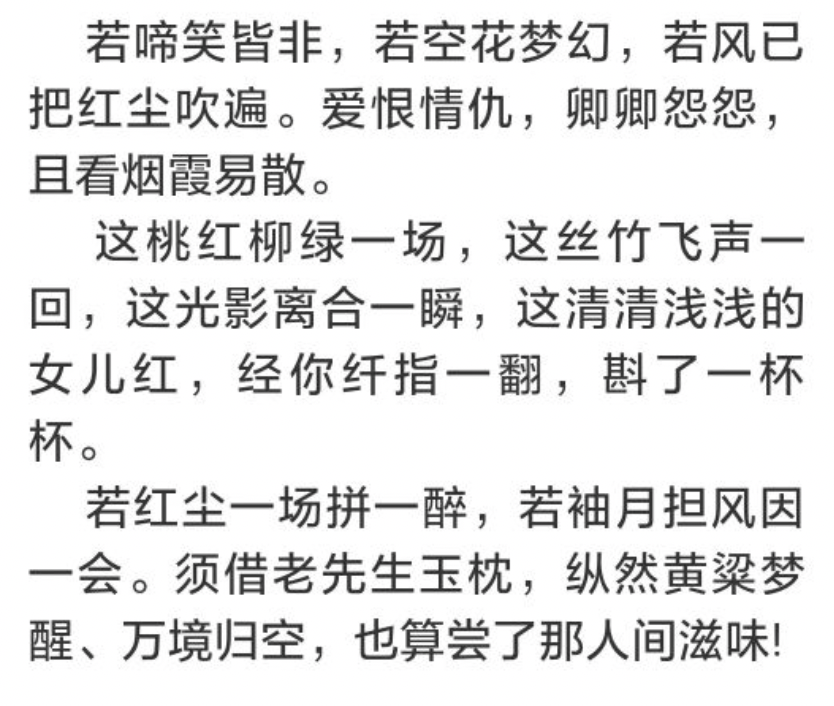 若啼笑皆非，若空花梦幻，若风已
把红尘吹遍。爱恨情仇，卿卿怨怨，
且看烟霞易散。
这桃红柳绿一场，这丝竹飞声一
回，这光影离合一瞬，这清清浅浅的
女儿红，经你纤指一翻，斟了一杯
杯。
若红尘一场拼一醉，若袖月担风因
一会。须借老先生玉枕，纵然黄粱梦
醒、万境归空，也算尝了那人间滋味!